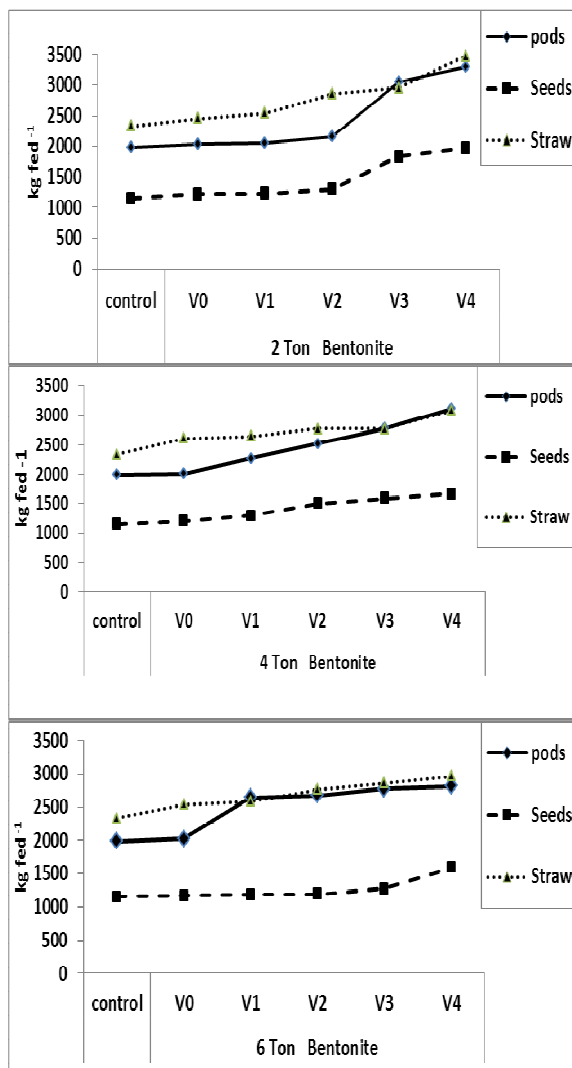 3500
3000
2500
2000
1500
1000
500
0
kg fed -1
control V0 V1 V2 V3 V4
2 Ton Bentonite
pods
Seeds
Straw
3500
3000
2500
2000
1500
1000
500
0
kg fed -1
control V0 V1 V2 V3 V4
4 Ton Bentonite
pods
Seeds
Straw
3500
3000
2500
2000
1500
1000
500
0
kg fed -1
control V0 V1 V2 V3 V4
6 Ton Bentonite
pods
Seeds
Straw